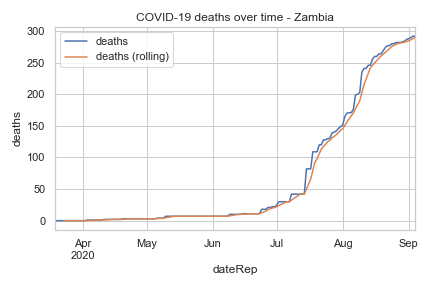 COVID-19 deaths over time - Zambia
deaths
deaths (rolling)
300
250
200
150
100
50
0
deaths
Apr
2020
May
Jun
Jul
Aug
Sep
dateRep